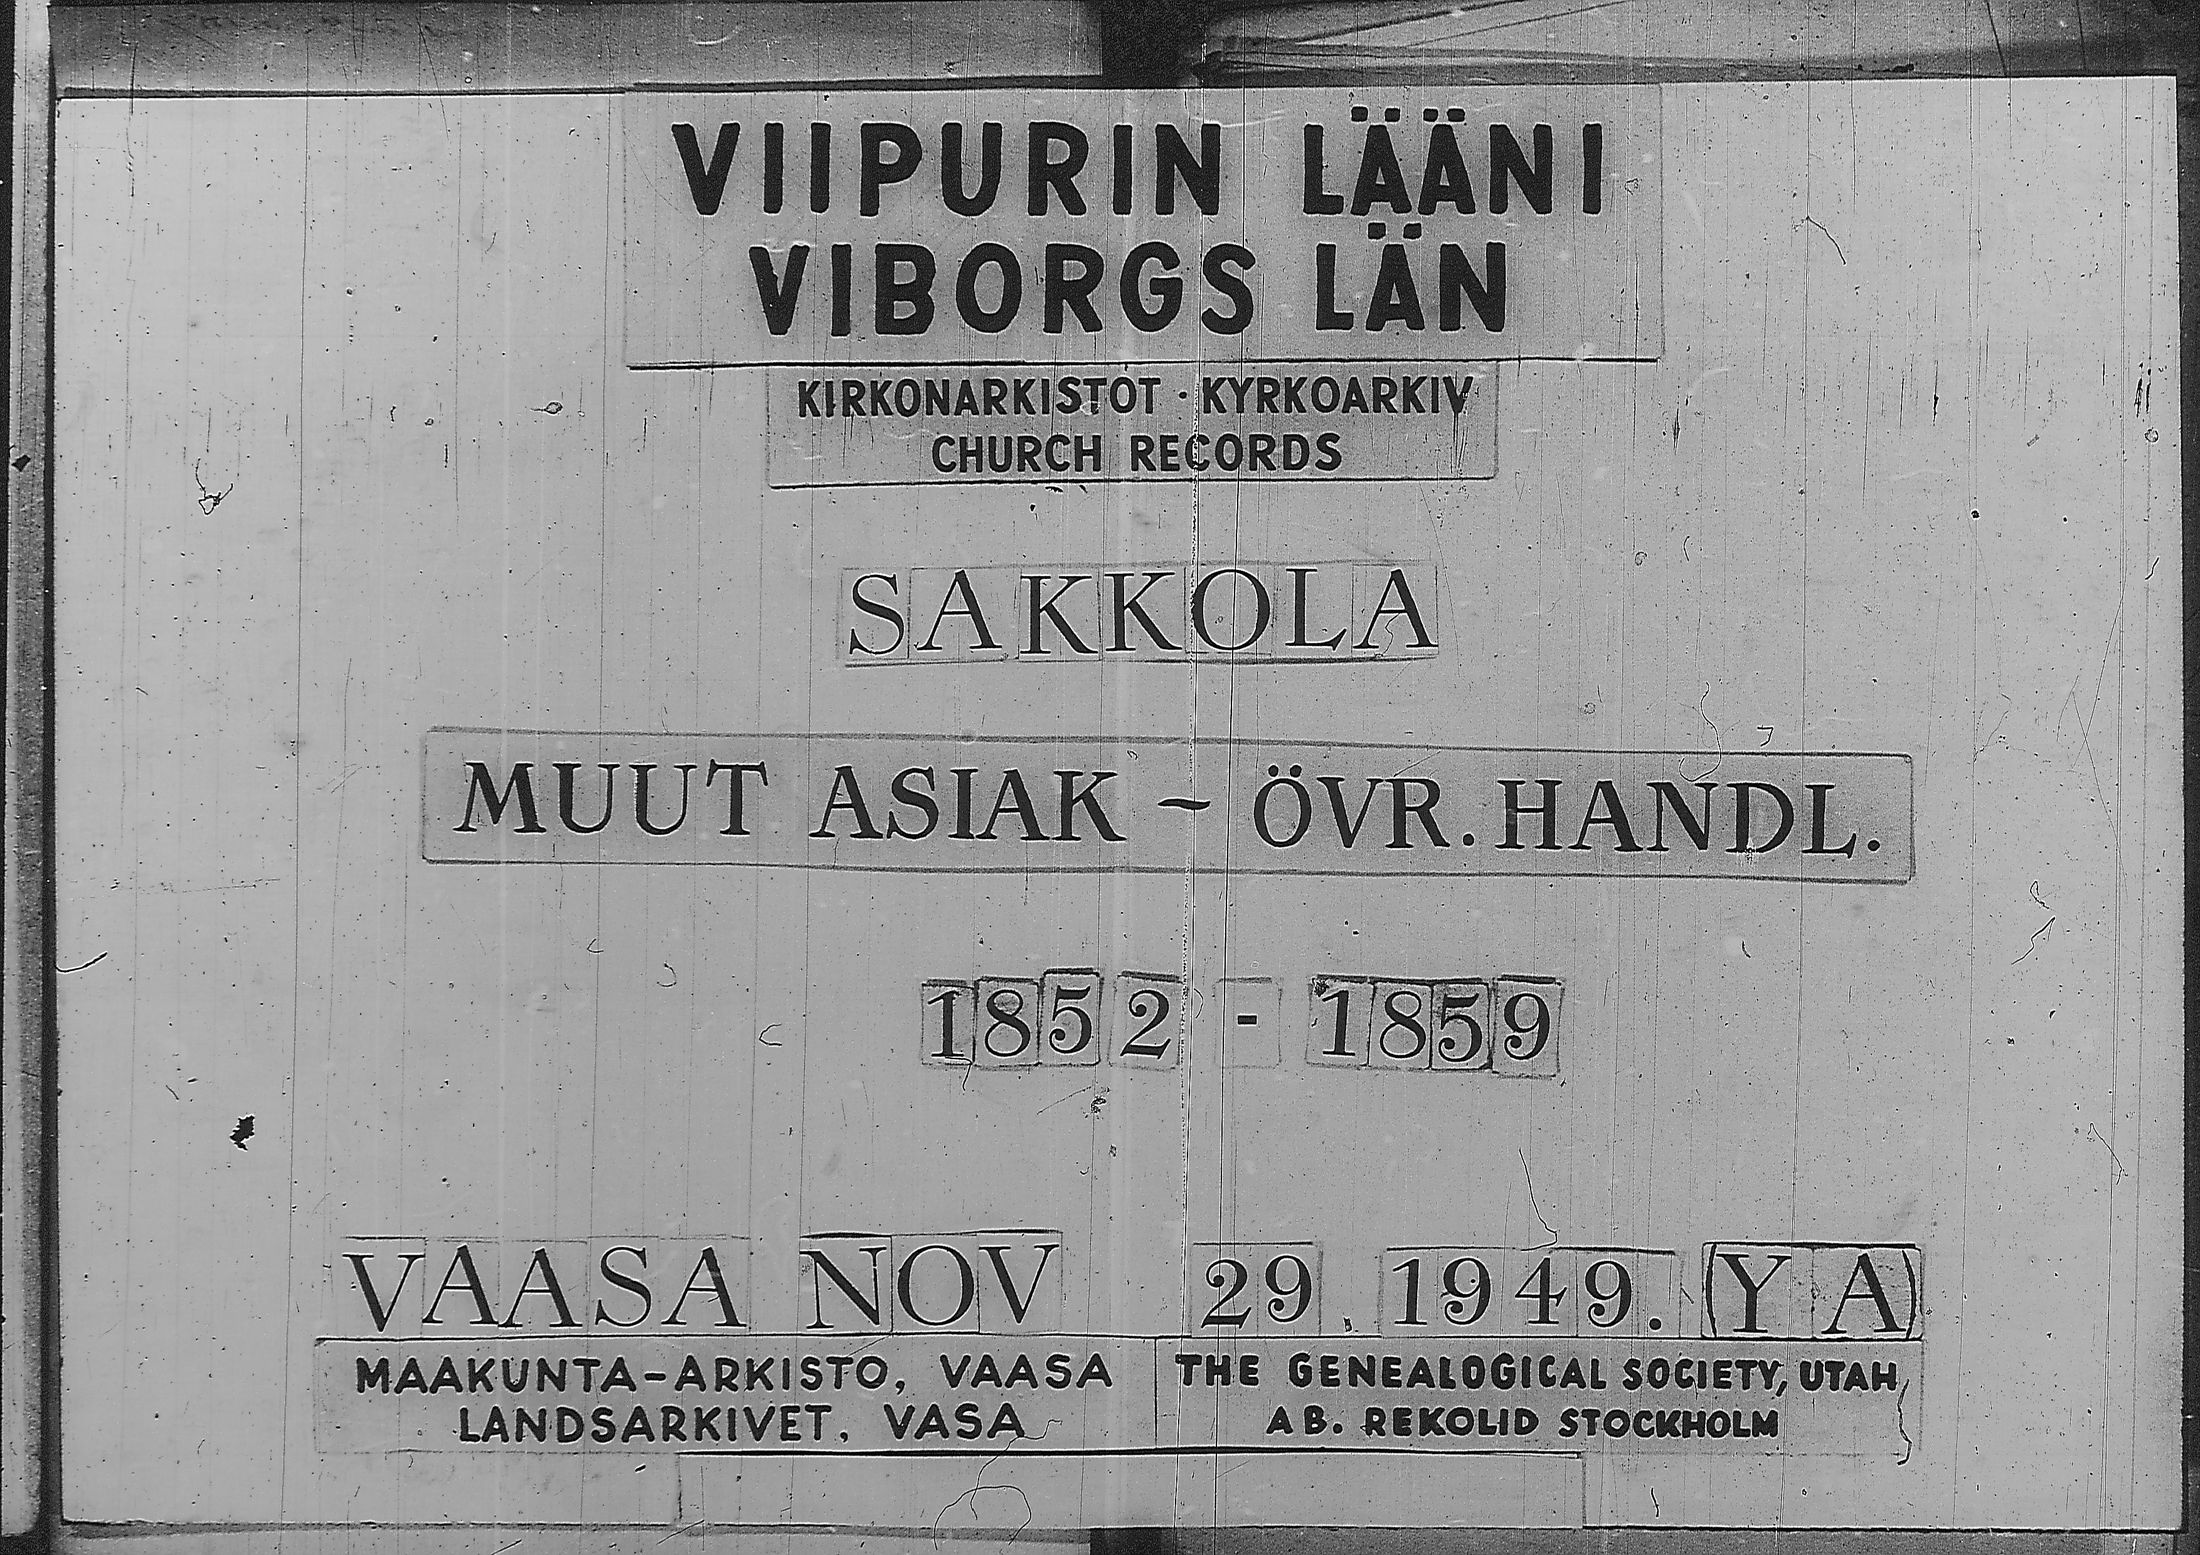 VIIPURIN LÄÄNI
VIBORGS LÄN
KIRKONARKISTOT · KYRKOARKIV
CHURCH RECORDS
SAKKOLA
MUUT ASIAK ~ ÖVR. HANDL.
1852 - 1859
VAASA NOV 29. 1949. (Y A)
MAAKUNTA-ARKISTO, VAASA
LANDSARKIVET, VASA
THE GENEALOGICAL SOCIETY, UTAH
AB. REKOLID STOCKHOLM